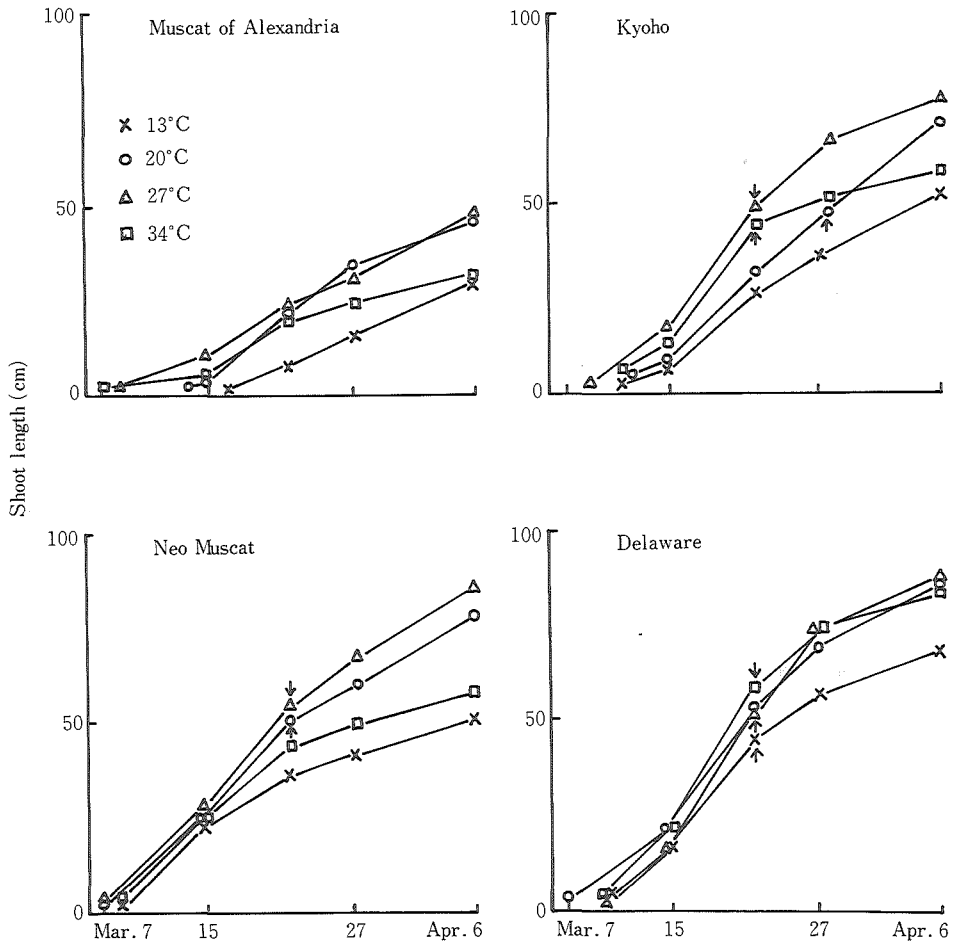 Shoot length (cm)
100
Muscat of Alexandria
13°C
20°C
27°C
34°C
50
0
100
Kyoho
50
0
100
Neo Muscat
50
0
Mar. 7 15 27 Apr. 6
100
Delaware
50
0
Mar. 7 15 27 Apr. 6